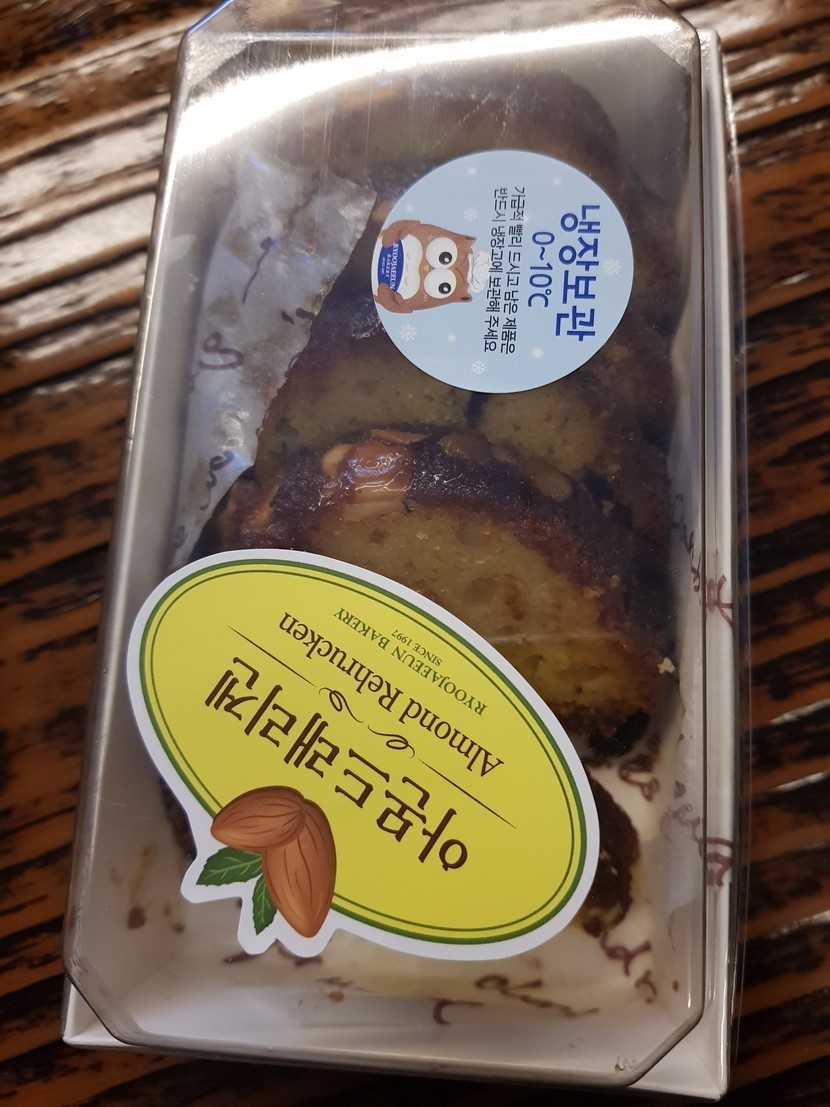 냉장보관
0~10℃
가급적 빨리 드시고 남은 제품은
반드시 냉장고에 보관해 주세요
RYOOJAEEUN
아몬드래리겐
Almond Rehrucken
RYOOJAEEUN BAKERY
SINCE 1997